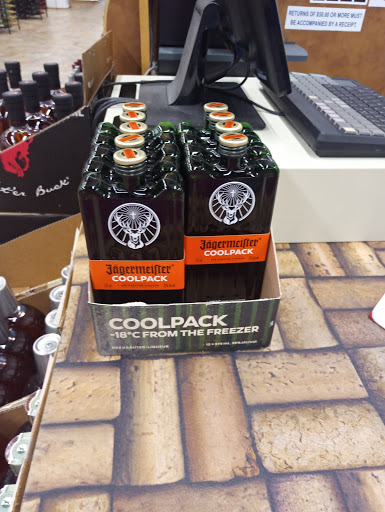 RETURNS OF $50.00 OR MORE MUST
BE ACCOMPANIED BY A RECEIPT.
Buck
Jägermeister
COOLPACK
Jägermeister
COOLPACK
COOLPACK
-18°C FROM THE FREEZER